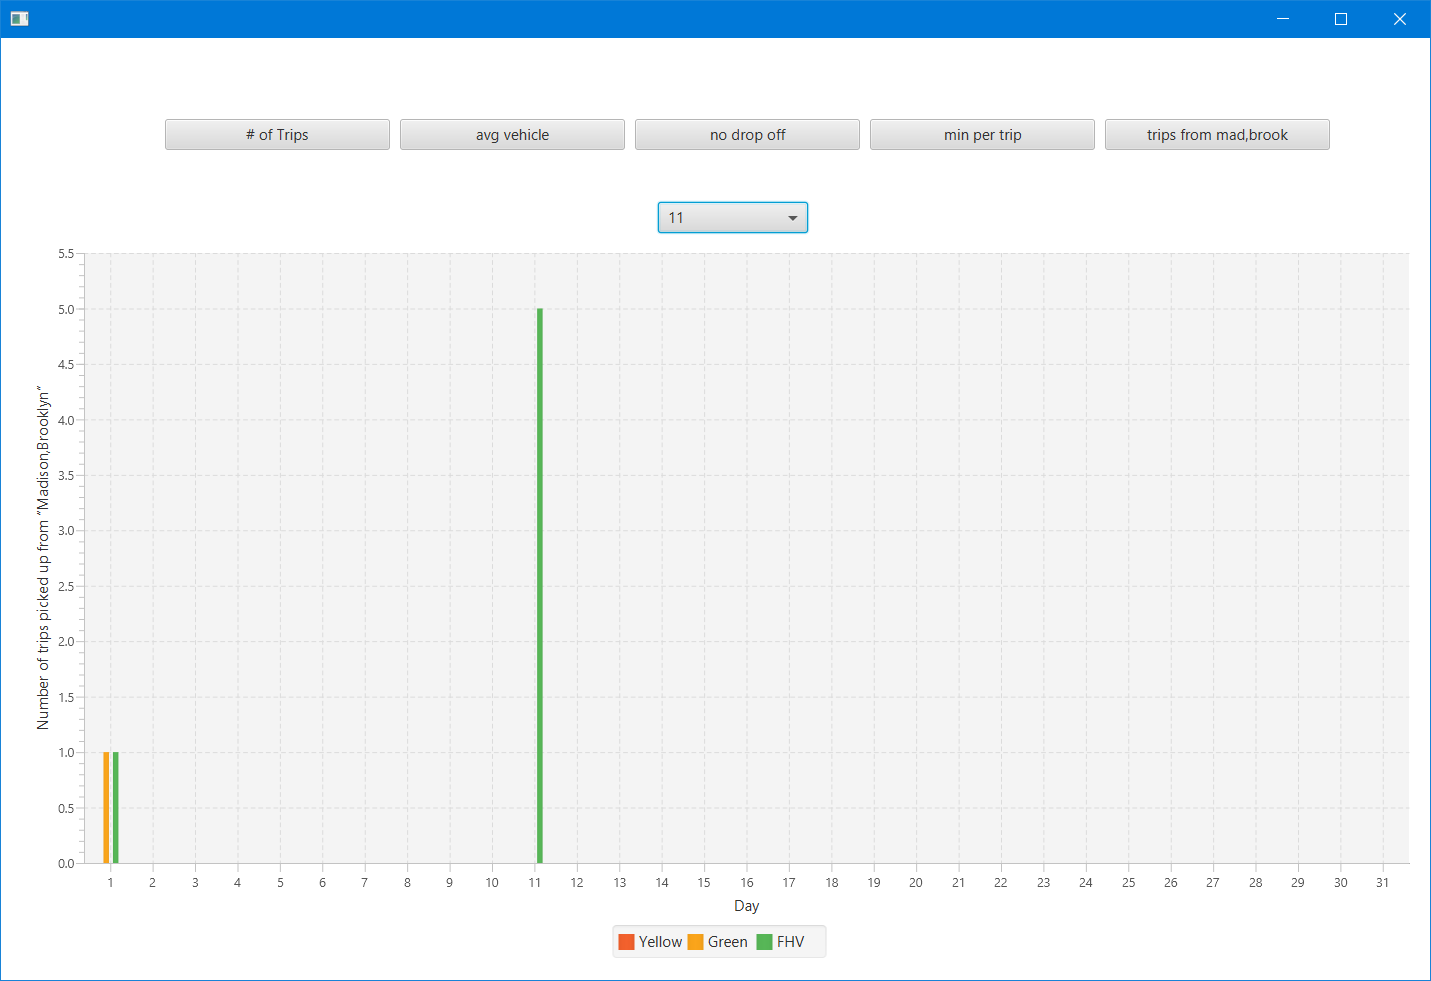 # of Trips
avg vehicle
no drop off
min per trip
trips from mad,brook
11
Number of trips picked up from "Madison,Brooklyn"
5.5
5.0
4.5
4.0
3.5
3.0
2.5
2.0
1.5
1.0
0.5
0.0
1 2 3 4 5 6 7 8 9 10 11 12 13 14 15 16 17 18 19 20 21 22 23 24 25 26 27 28 29 30 31
Day
Yellow Green FHV